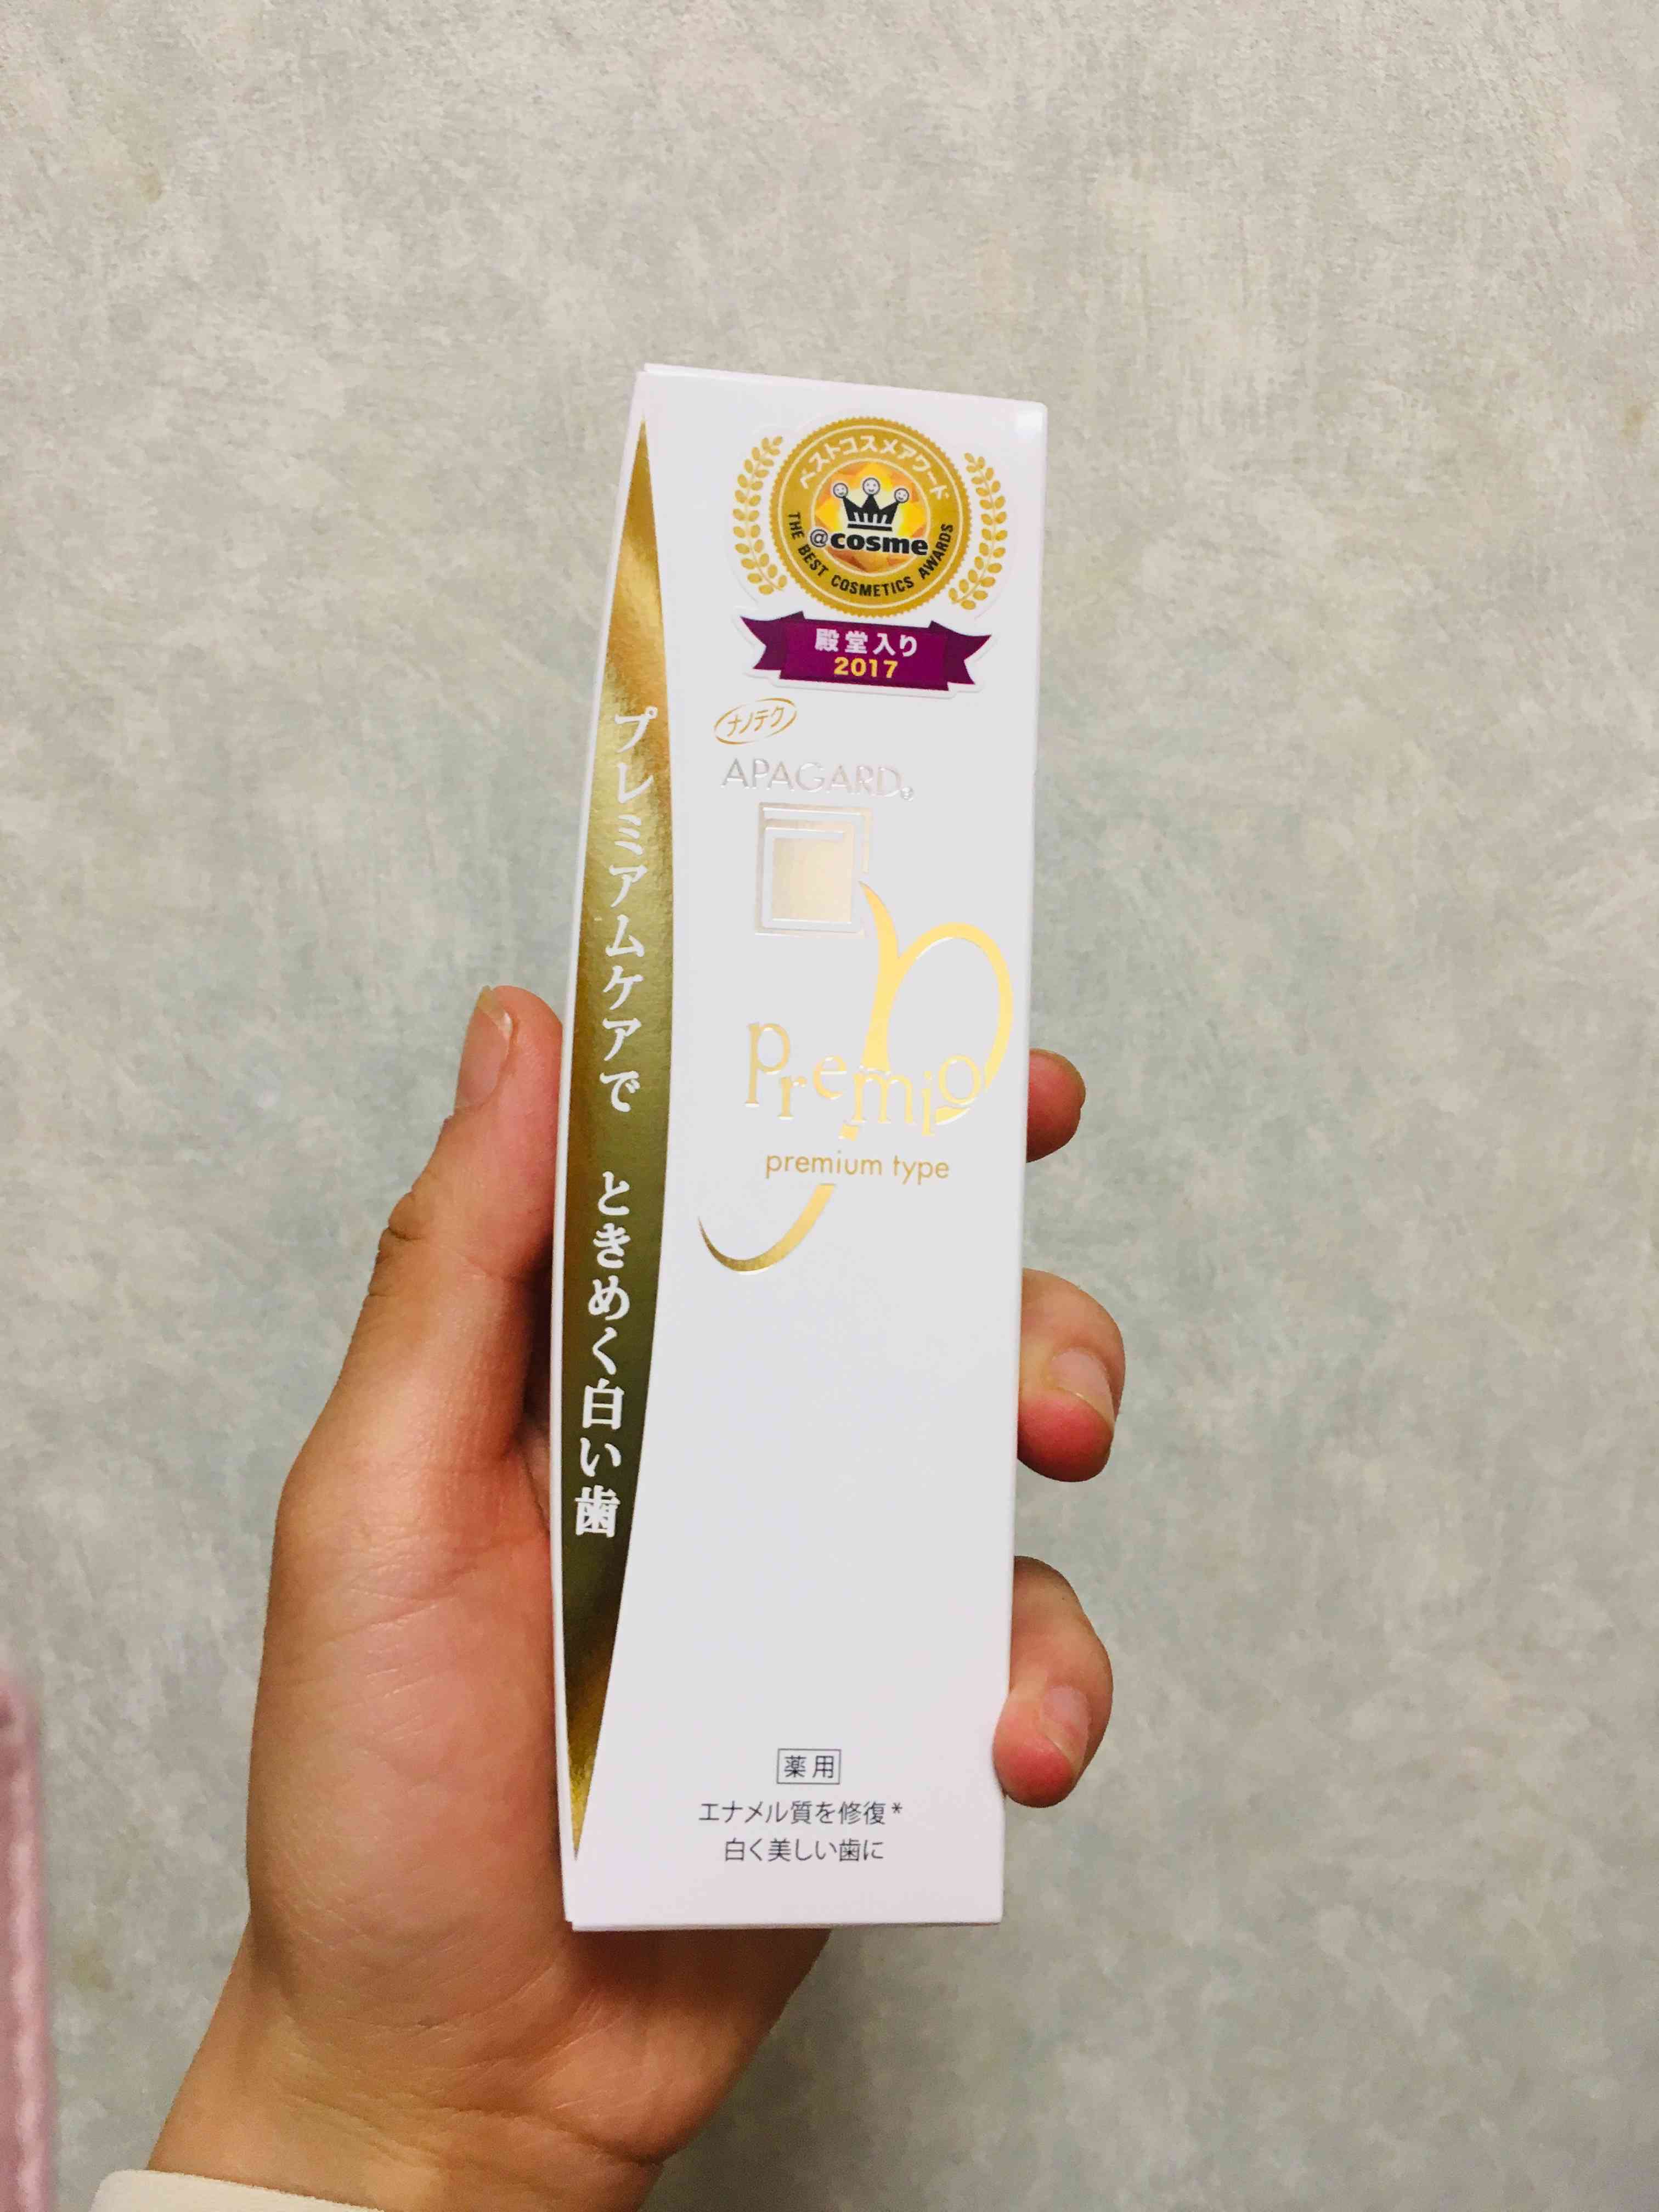 ベストコスメアワード
@cosme
THE BEST COSMETICS AWARDS
殿堂入り
2017
ナノテク
APAGARD®
premio
premium type
プレミアムケアで ときめく白い歯
薬用
エナメル質を修復*
白く美しい歯に